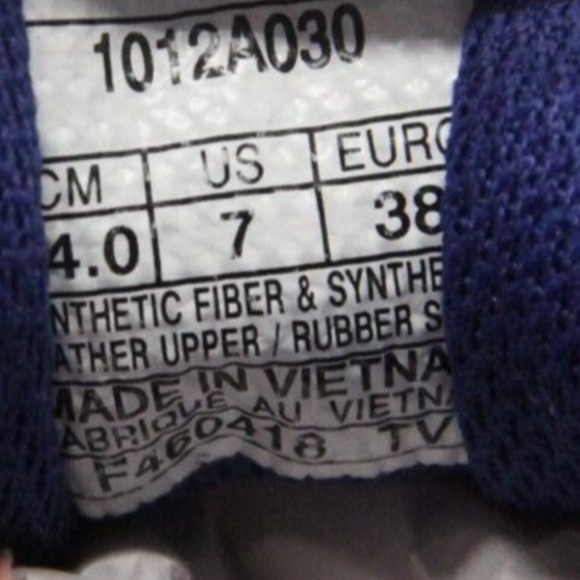 1012A030
CM US EURO
4.0 7 38
NTHETIC FIBER & SYNTHE
ATHER UPPER / RUBBER S
MADE IN VIETNA
ABRIQUE AU VIETN
F460418 TV